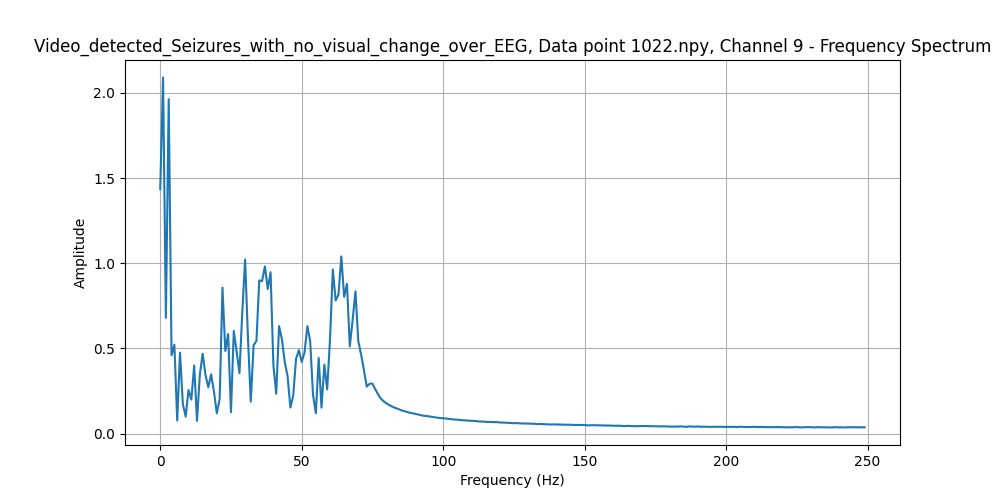 Video_detected_Seizures_with_no_visual_change_over_EEG, Data point 1022.npy, Channel 9 - Frequency Spectrum
2.0
1.5
1.0
0.5
0.0
Amplitude
0 50 100 150 200 250
Frequency (Hz)